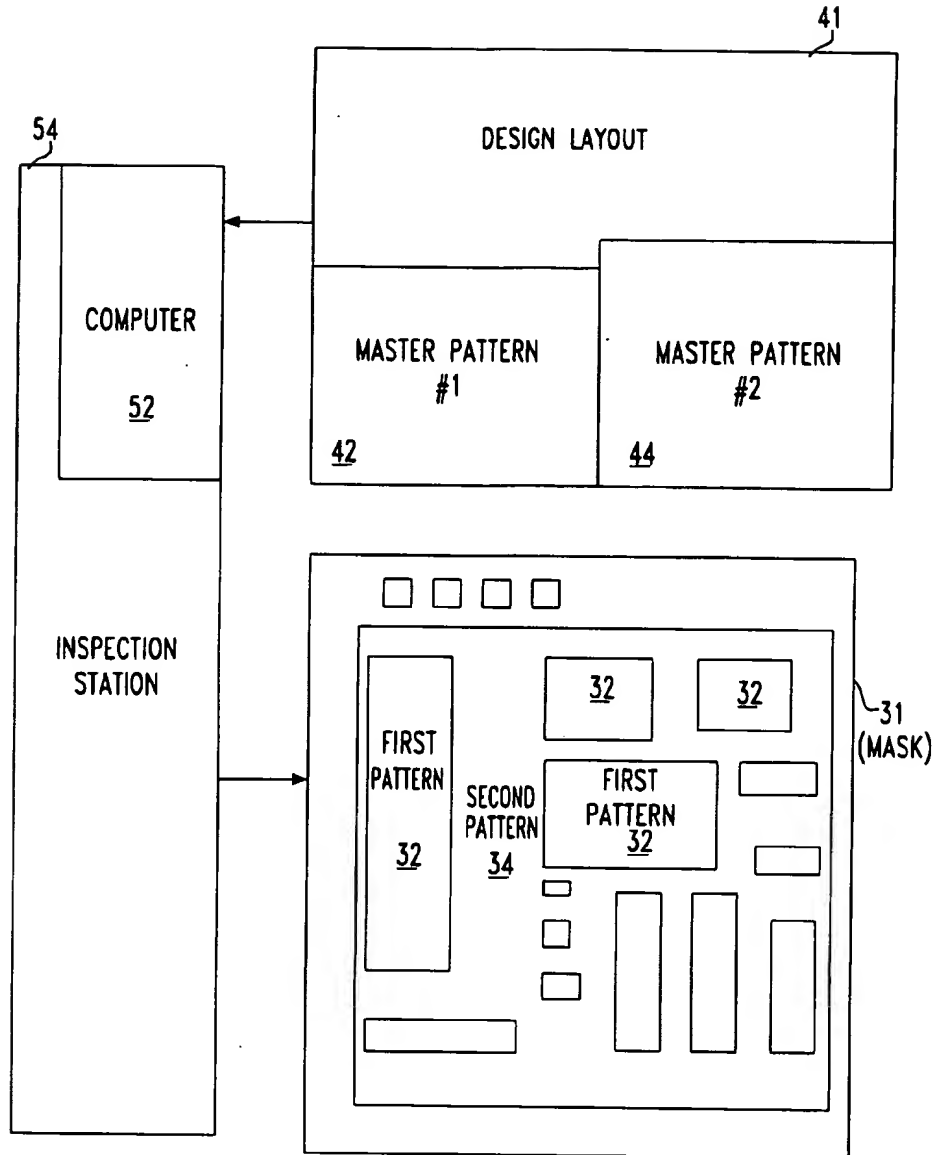 41
DESIGN LAYOUT
54
COMPUTER
52
MASTER PATTERN
#1
42
MASTER PATTERN
#2
44
INSPECTION
STATION
FIRST
PATTERN
32
SECOND
PATTERN
34
32
32
FIRST
PATTERN
32
31
(MASK)